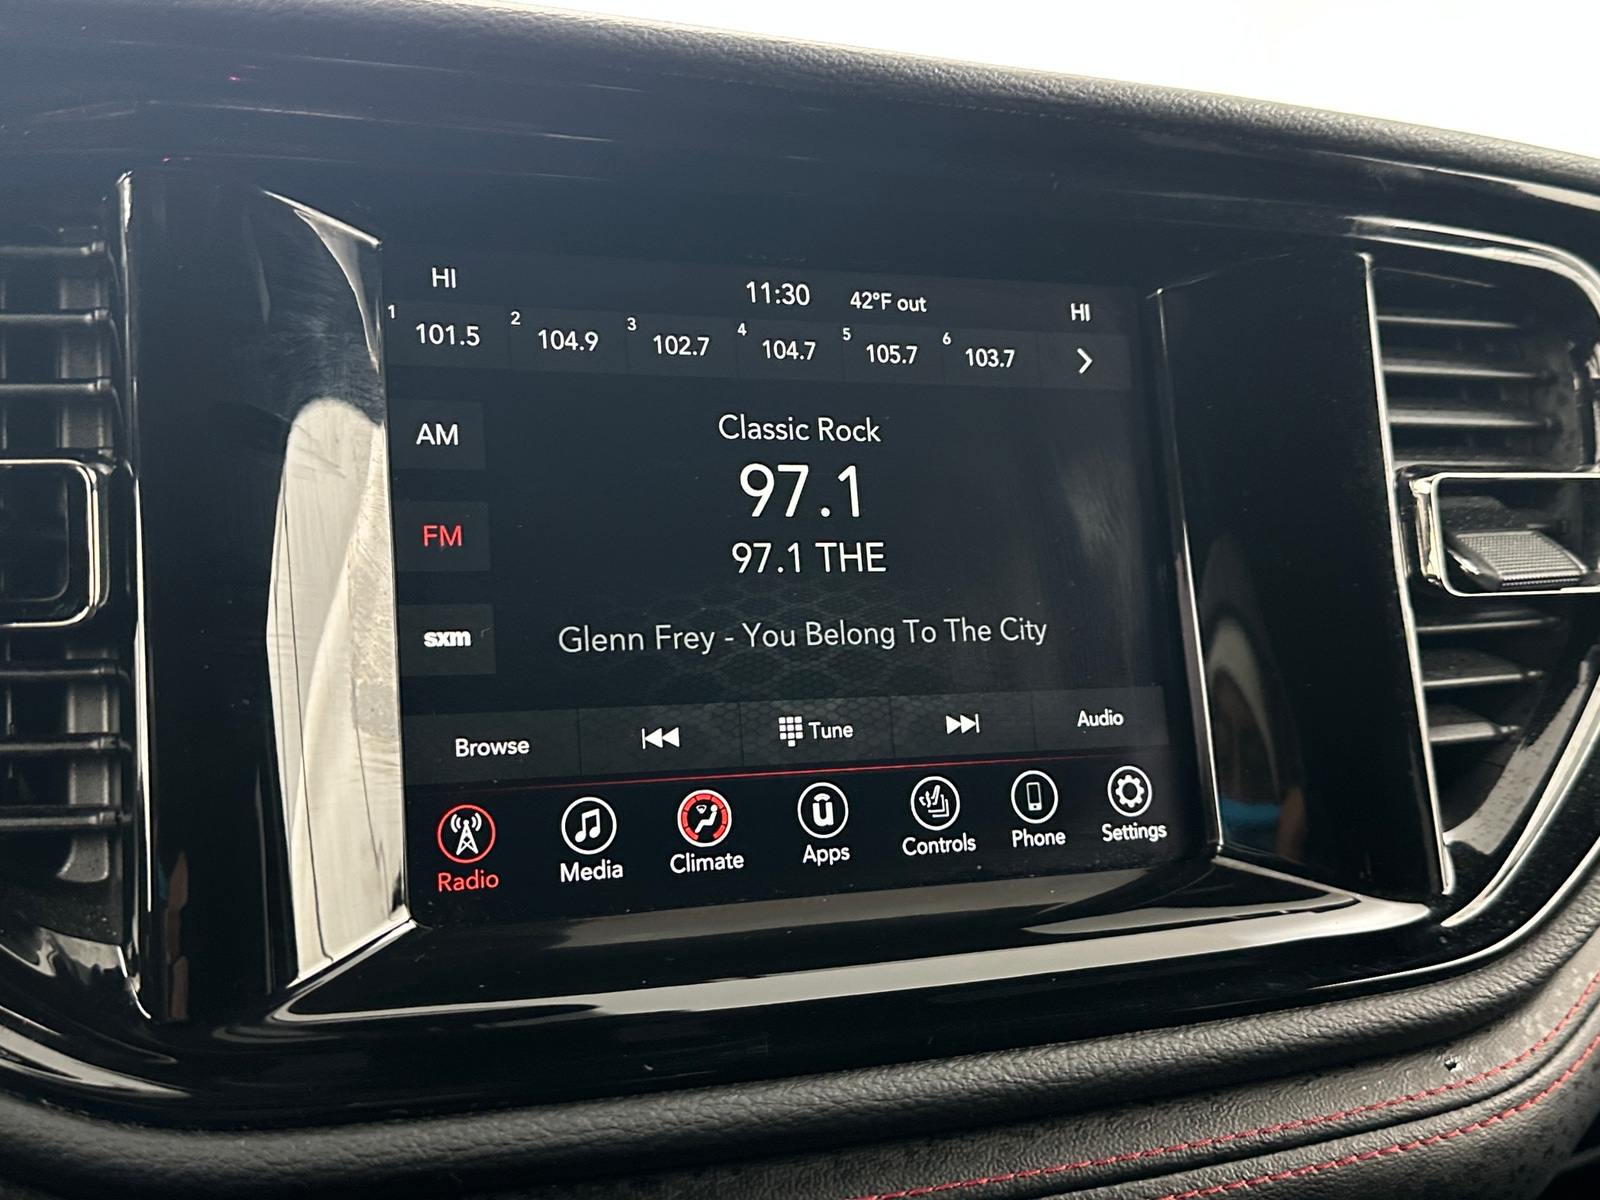 HI 11:30 42°F out HI
1 101.5 2 104.9 3 102.7 4 104.7 5 105.7 6 103.7
AM
Classic Rock
97.1
FM
97.1 THE
sxm
Glenn Frey - You Belong To The City
Browse Tune Audio
Radio Media Climate Apps Controls Phone Settings